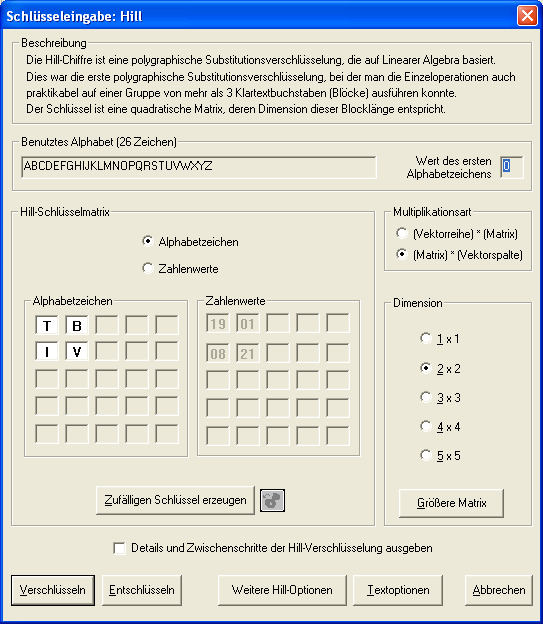 Schlüsseleingabe: Hill
Beschreibung
Die Hill-Chiffre ist eine polygraphische Substitutionsverschlüsselung, die auf Linearer Algebra basiert.
Dies war die erste polygraphische Substitutionsverschlüsselung, bei der man die Einzeloperationen auch
praktikabel auf einer Gruppe von mehr als 3 Klartextbuchstaben (Blöcke) ausführen konnte.
Der Schlüssel ist eine quadratische Matrix, deren Dimension dieser Blocklänge entspricht.
Benutztes Alphabet (26 Zeichen)
ABCDEFGHIJKLMNOPQRSTUVWXYZ
Wert des ersten
Alphabetzeichens
0
Hill-Schlüsselmatrix
Alphabetzeichen
Zahlenwerte
Alphabetzeichen
T B
I V
Zahlenwerte
19 01
08 21
Zufälligen Schlüssel erzeugen
Multiplikationsart
(Vektorreihe) * (Matrix)
(Matrix) * (Vektorspalte)
Dimension
1 x 1
2 x 2
3 x 3
4 x 4
5 x 5
Größere Matrix
Details und Zwischenschritte der Hill-Verschlüsselung ausgeben
Verschlüsseln Entschlüsseln Weitere Hill-Optionen Textoptionen Abbrechen